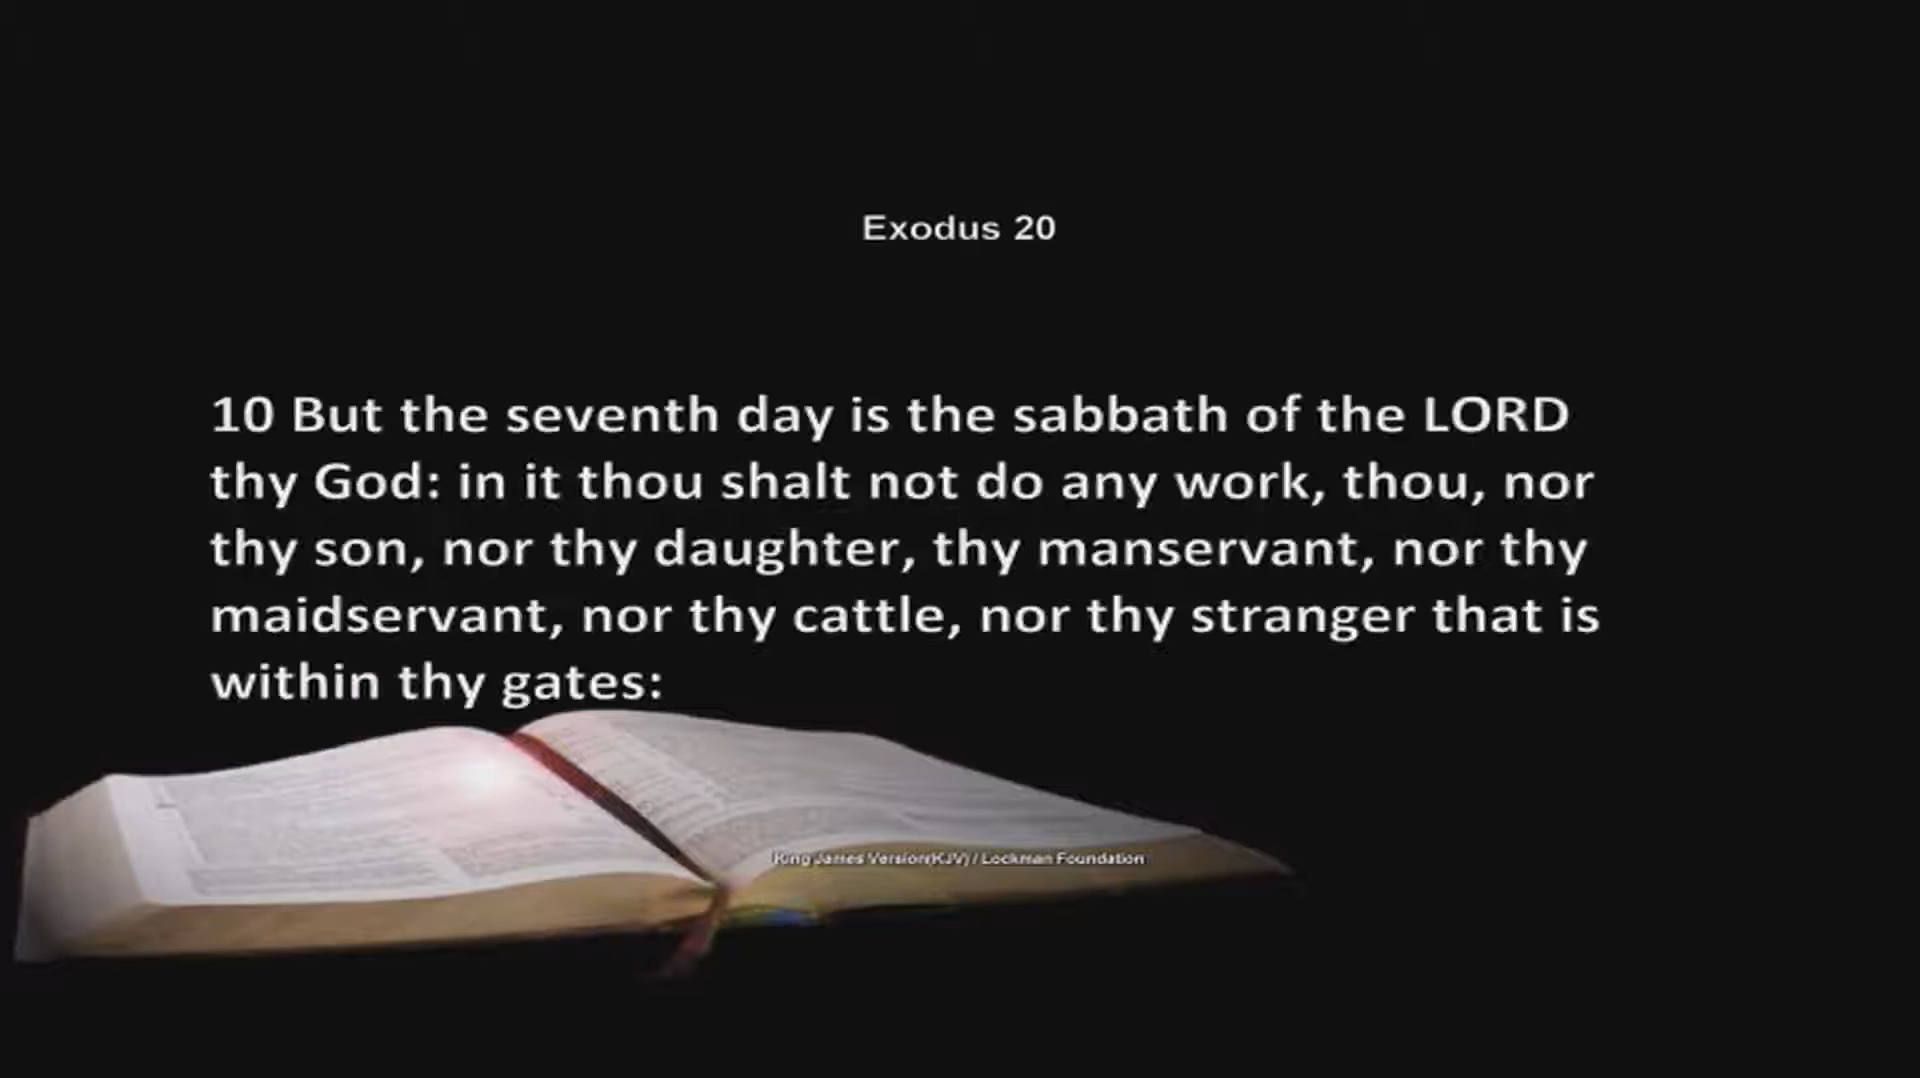 Exodus 20
10 But the seventh day is the sabbath of the LORD
thy God: in it thou shalt not do any work, thou, nor
thy son, nor thy daughter, thy manservant, nor thy
maidservant, nor thy cattle, nor thy stranger that is
within thy gates:
(King James Version(KJV) / Lockman Foundation